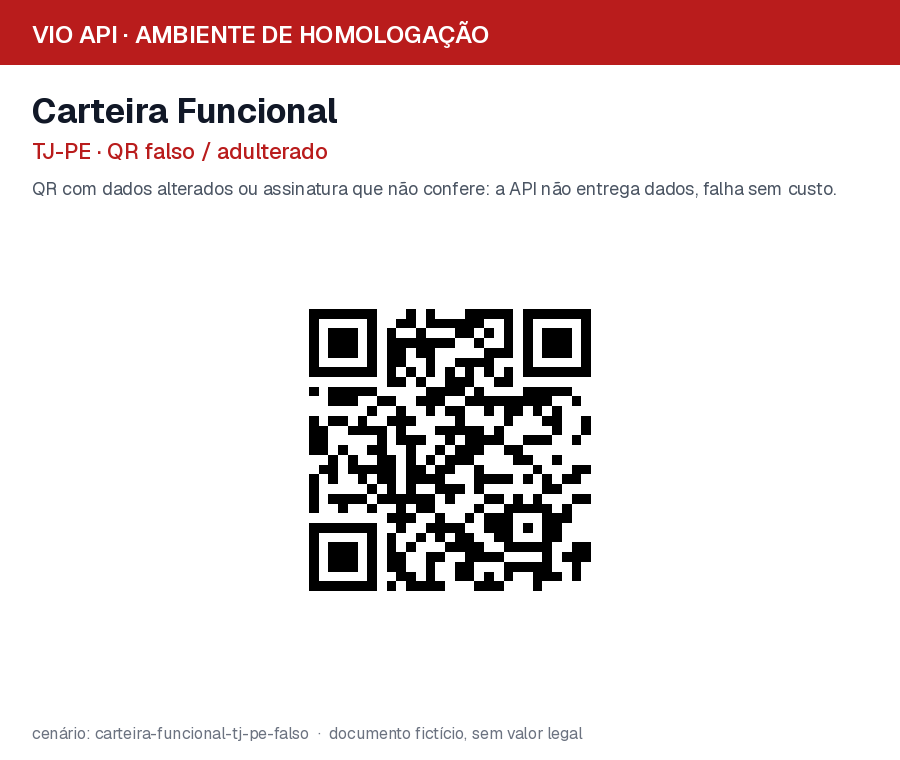 VIO API · AMBIENTE DE HOMOLOGAÇÃO
Carteira Funcional
TJ-PE · QR falso / adulterado
QR com dados alterados ou assinatura que não confere: a API não entrega dados, falha sem custo.
cenário: carteira-funcional-tj-pe-falso · documento fictício, sem valor legal